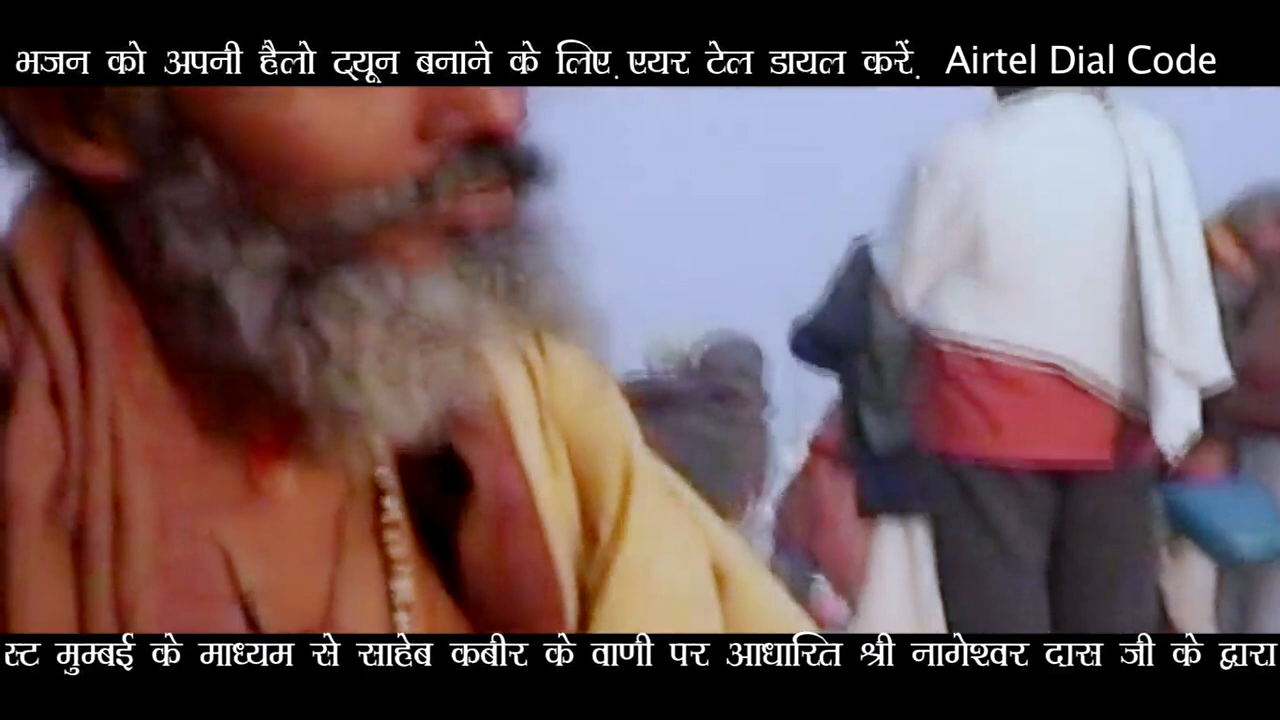 भजन को अपनी हैलो ट्यून बनाने के लिए. एयर टेल डायल करें. Airtel Dial Code
स्ट मुम्बई के माध्यम से साहेब कबीर के वाणी पर आधारित श्री नागेश्वर दास जी के द्वारा